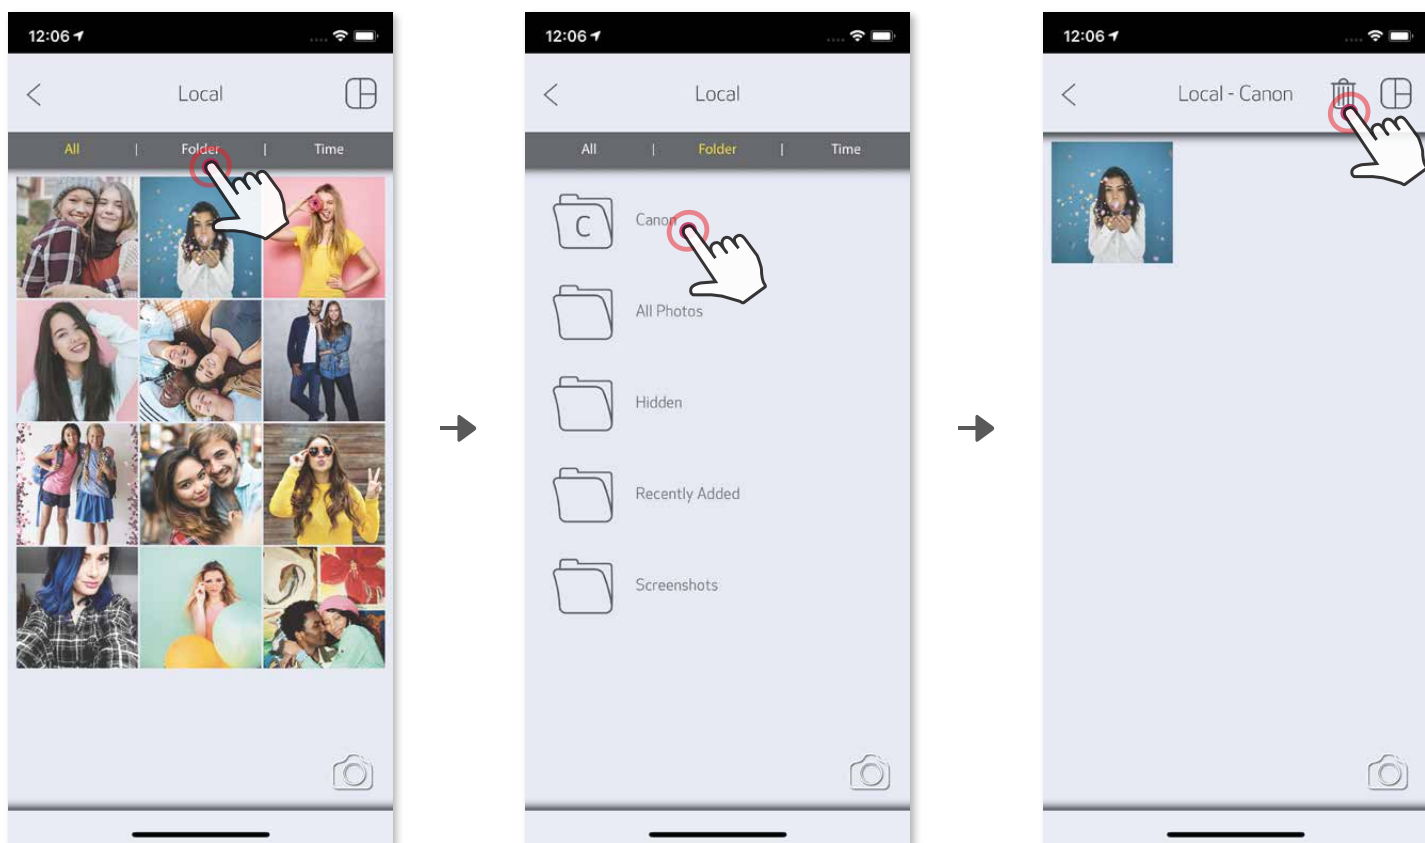 12:06
Local
All | Folder | Time
12:06
Local
All | Folder | Time
C Canon
All Photos
Hidden
Recently Added
Screenshots
12:06
Local - Canon